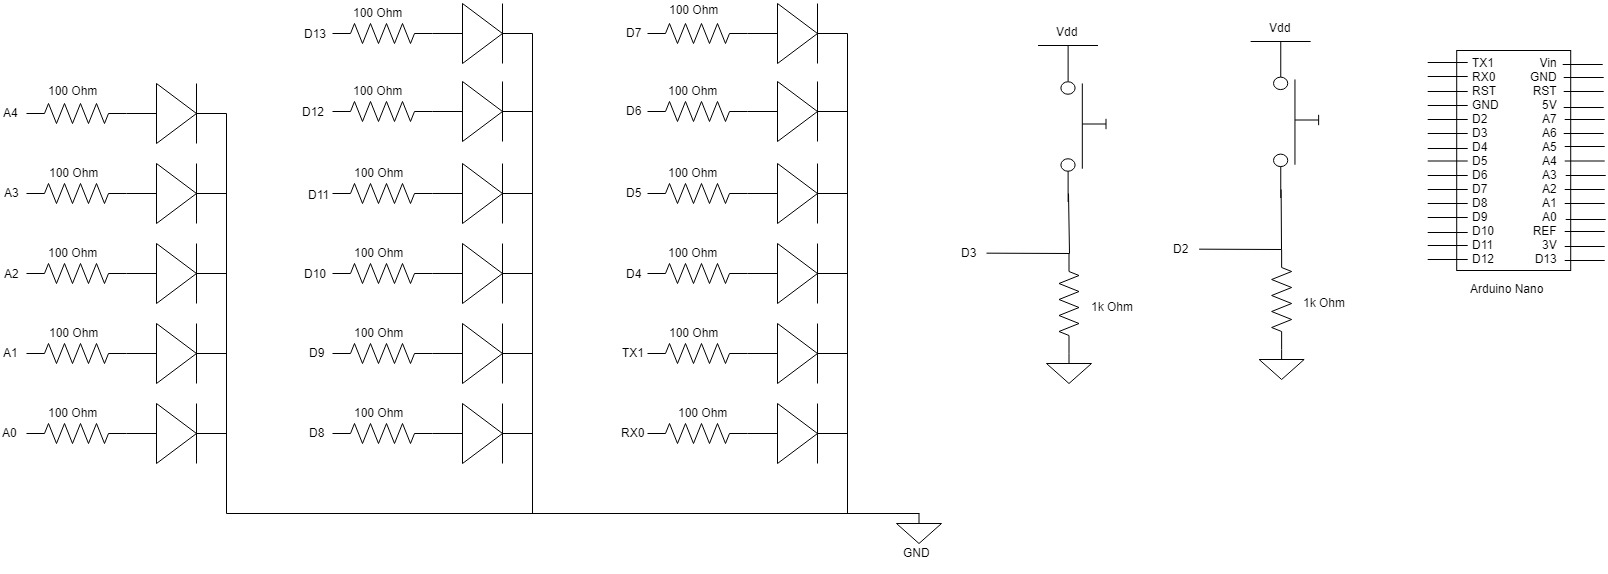 100 Ohm
A4
100 Ohm
A3
100 Ohm
A2
100 Ohm
A1
100 Ohm
A0
100 Ohm
D13
100 Ohm
D12
100 Ohm
D11
100 Ohm
D10
100 Ohm
D9
100 Ohm
D8
100 Ohm
D7
100 Ohm
D6
100 Ohm
D5
100 Ohm
D4
100 Ohm
TX1
100 Ohm
RX0
GND
Vdd
D3
1k Ohm
Vdd
D2
1k Ohm
TX1 Vin
RX0 GND
RST RST
GND 5V
D2 A7
D3 A6
D4 A5
D5 A4
D6 A3
D7 A2
D8 A1
D9 A0
D10 REF
D11 3V
D12 D13
Arduino Nano